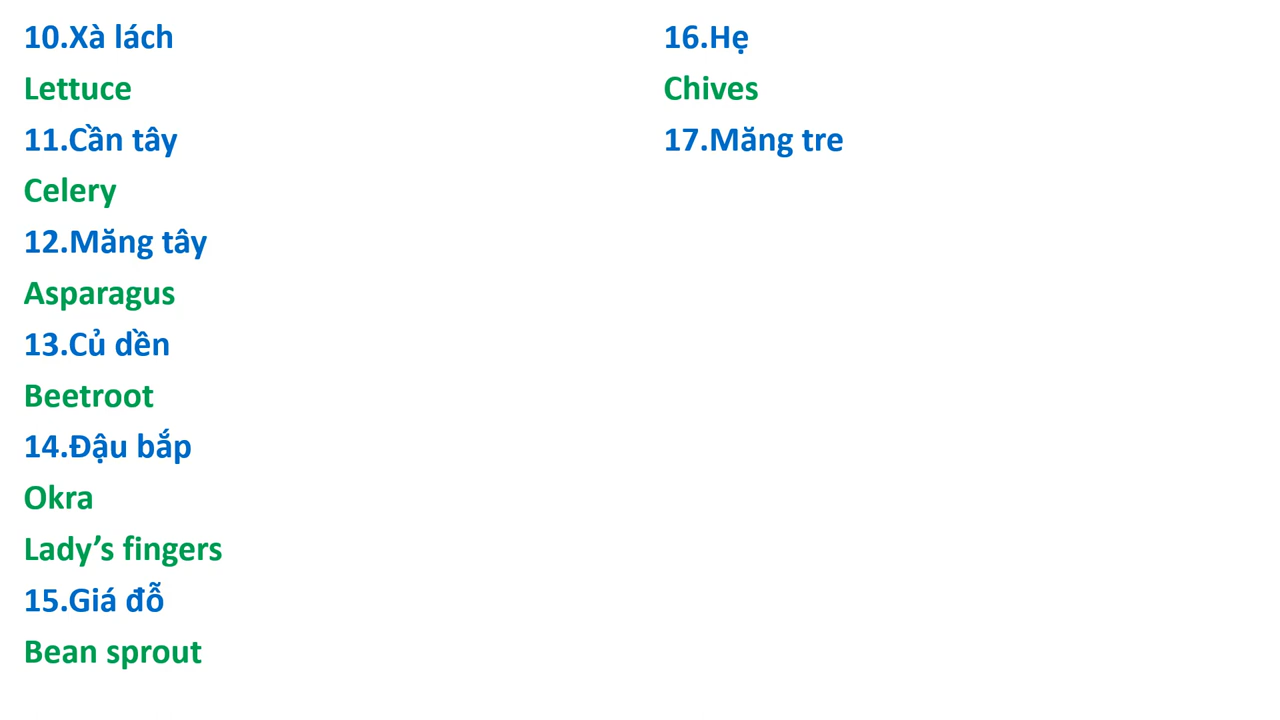 10.Xà lách
Lettuce
11.Cần tây
Celery
12.Măng tây
Asparagus
13.Củ dền
Beetroot
14.Đậu bắp
Okra
Lady’s fingers
15.Giá đỗ
Bean sprout
16.Hẹ
Chives
17.Măng tre